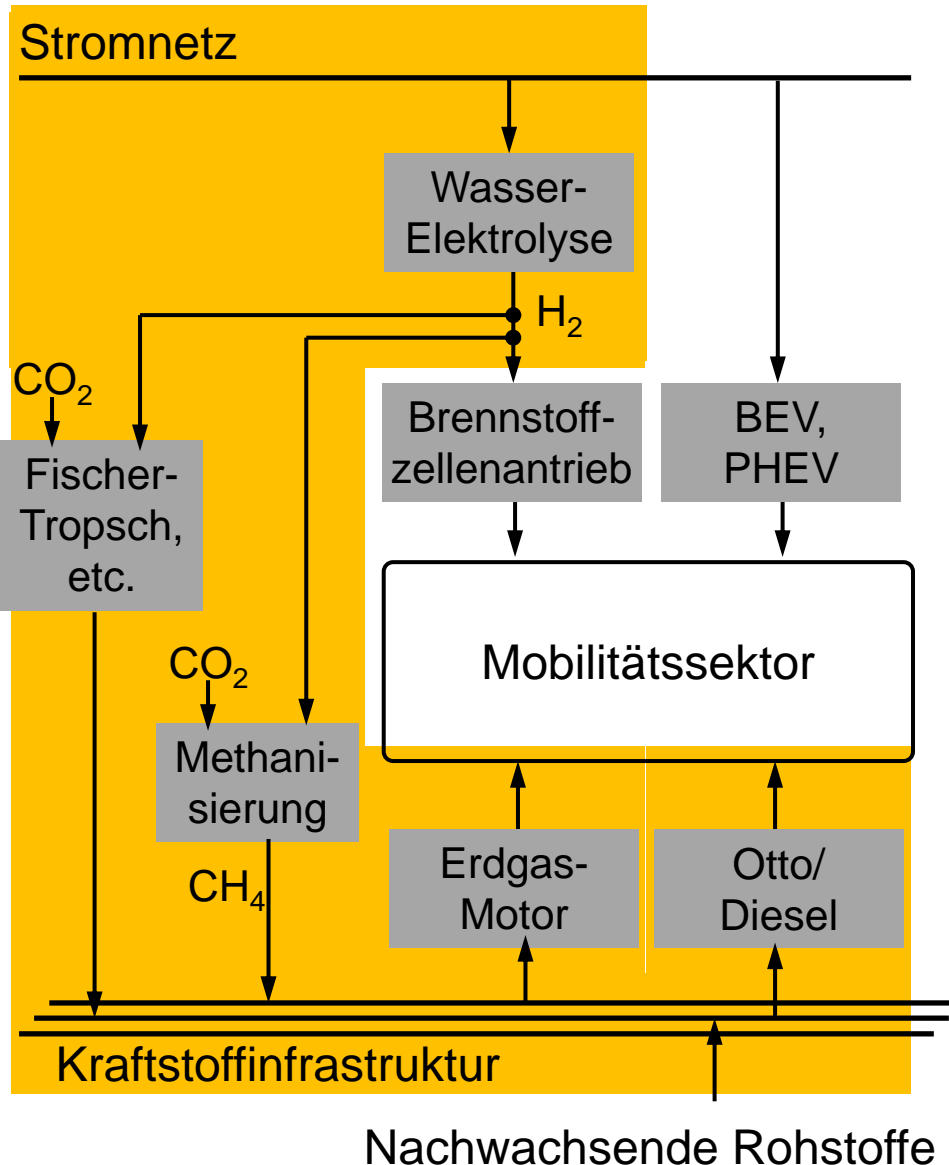 Stromnetz
Wasser-
Elektrolyse
H₂
CO₂
Fischer-
Tropsch,
etc.
Brennstoff-
zellenantrieb
BEV,
PHEV
Mobilitätssektor
CO₂
Methani-
sierung
CH₄
Erdgas-
Motor
Otto/
Diesel
Kraftstoffinfrastruktur
Nachwachsende Rohstoffe